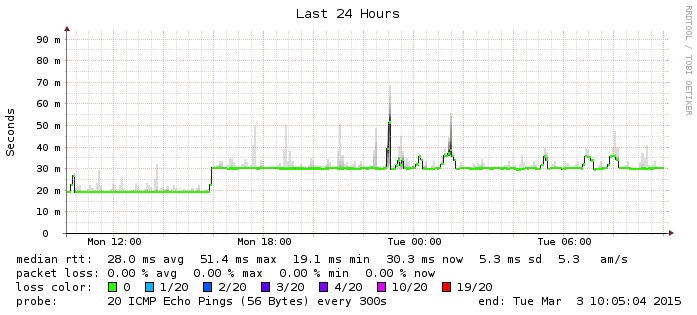 Last 24 Hours
RRDTOOL / TOBI OETIKER
Seconds
90 m
80 m
70 m
60 m
50 m
40 m
30 m
20 m
10 m
0
Mon 12:00 Mon 18:00 Tue 00:00 Tue 06:00
median rtt: 28.0 ms avg 51.4 ms max 19.1 ms min 30.3 ms now 5.3 ms sd 5.3 am/s
packet loss: 0.00 % avg 0.00 % max 0.00 % min 0.00 % now
loss color: 0 1/20 2/20 3/20 4/20 10/20 19/20
probe: 20 ICMP Echo Pings (56 Bytes) every 300s end: Tue Mar 3 10:05:04 2015